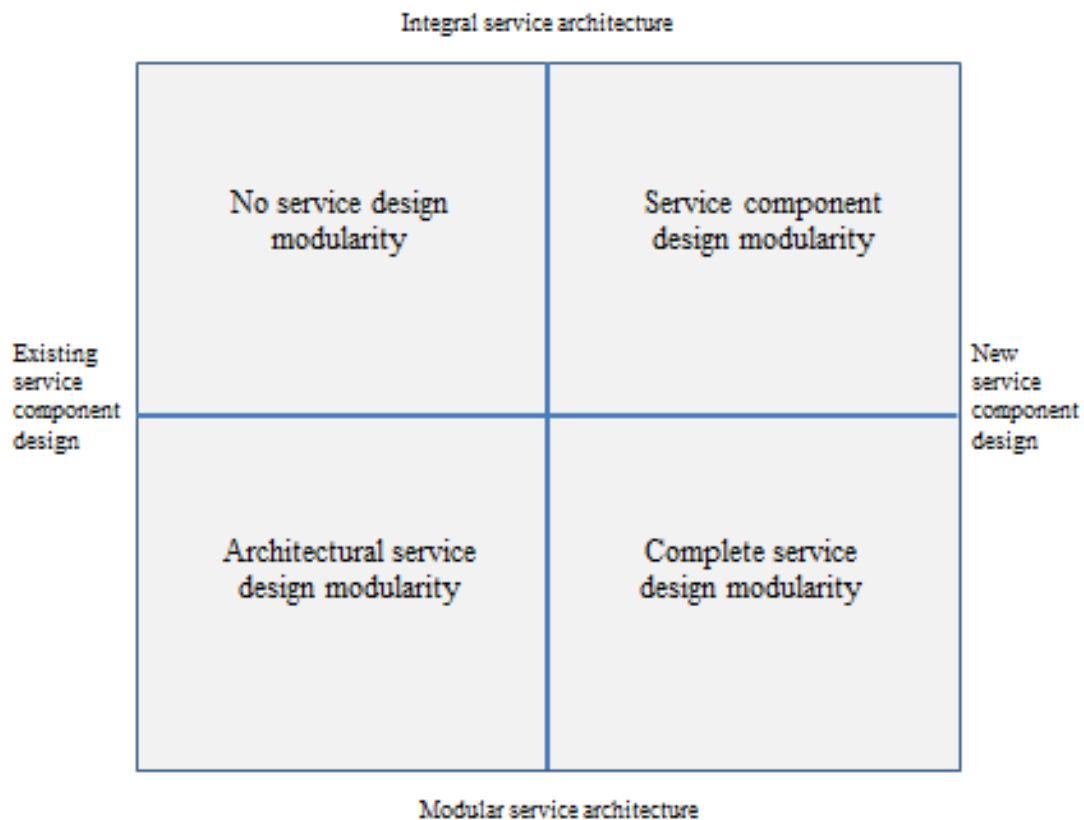 Integral service architecture
No service design
modularity
Service component
design modularity
Existing
service
component
design
New
service
component
design
Architectural service
design modularity
Complete service
design modularity
Modular service architecture